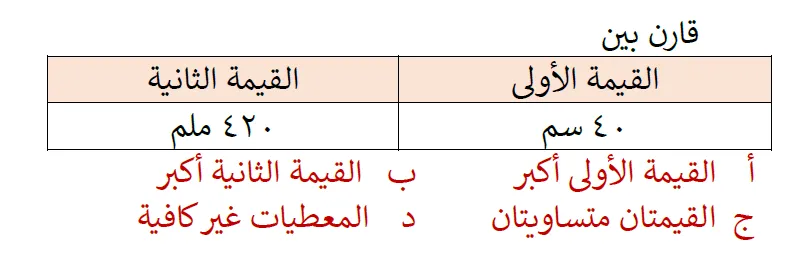 قارن بين
القيمة الأولى القيمة الثانية
٤٠ سم ٤٢٠ ملم
أ القيمة الأولى أكبر ب القيمة الثانية أكبر
ج القيمتان متساويتان د المعطيات غير كافية